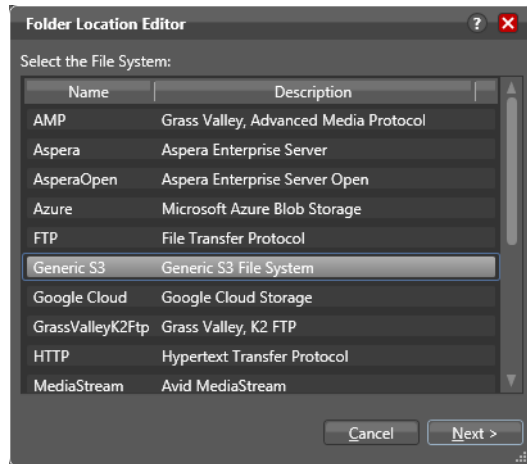 Folder Location Editor ?
Select the File System:
Name Description
AMP Grass Valley, Advanced Media Protocol
Aspera Aspera Enterprise Server
AsperaOpen Aspera Enterprise Server Open
Azure Microsoft Azure Blob Storage
FTP File Transfer Protocol
Generic S3 Generic S3 File System
Google Cloud Google Cloud Storage
GrassValleyK2Ftp Grass Valley, K2 FTP
HTTP Hypertext Transfer Protocol
MediaStream Avid MediaStream
Cancel Next >